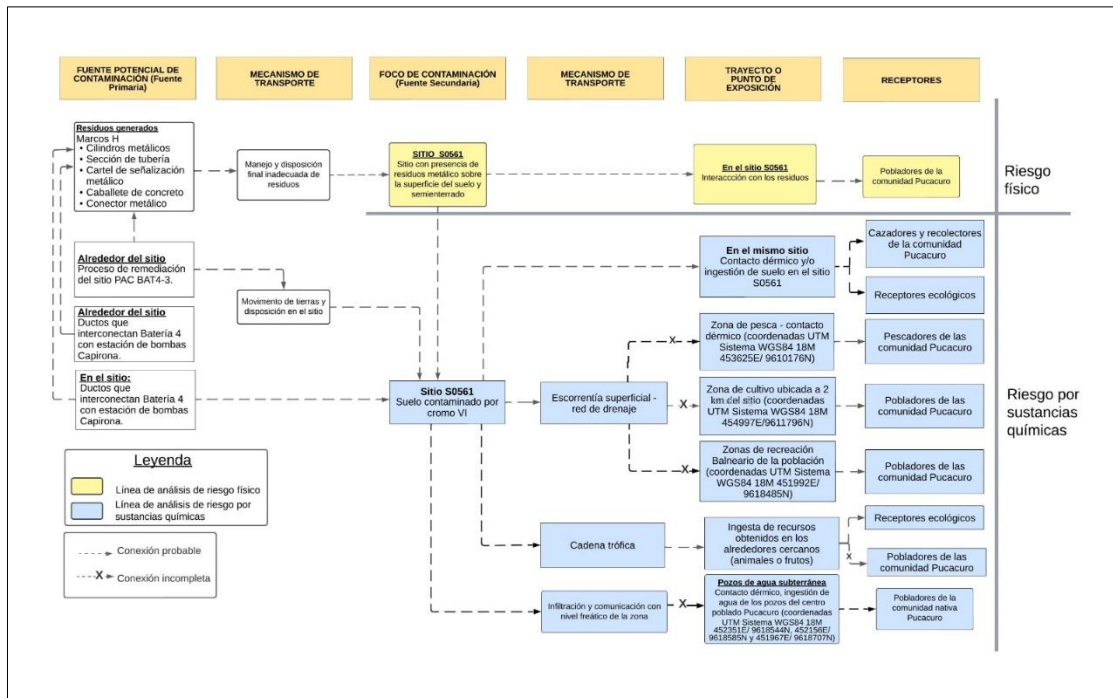 FUENTE POTENCIAL DE
CONTAMINACIÓN (Fuente
Primaria)
MECANISMO DE
TRANSPORTE
FOCO DE CONTAMINACIÓN
(Fuente Secundaria)
MECANISMO DE
TRANSPORTE
TRAYECTO O
PUNTO DE
EXPOSICIÓN
RECEPTORES
Residuos generados
Marcos H
• Cilindros metálicos
• Sección de tubería
• Cartel de señalización
metálico
• Caballete de concreto
• Conector metálico
Manejo y disposición
final inadecuada de
residuos
SITIO S0561
Sitio con presencia de
residuos metálico sobre
la superficie del suelo y
semienterrado
En el sitio S0561
Interaccción con los residuos
Pobladores de la
comunidad Pucacuro
Riesgo
físico
Alrededor del sitio
Proceso de remediación
del sitio PAC BAT4-3.
Movimento de tierras y
disposición en el sitio
Alrededor del sitio
Ductos que
interconectan Batería 4
con estación de bombas
Capirona.
En el sitio:
Ductos que
interconectan Batería 4
con estación de bombas
Capirona.
Sitio S0561
Suelo contaminado por
cromo VI
Escorrentía superficial -
red de drenaje
En el mismo sitio
Contacto dérmico y/o
ingestión de suelo en el sitio
S0561
Cazadores y recolectores
de la comunidad
Pucacuro
Receptores ecológicos
Zona de pesca - contacto
dérmico (coordenadas UTM
Sistema WGS84 18M
453625E/ 9610176N)
X
Pescadores de las
comunidad Pucacuro
Zona de cultivo ubicada a 2
km del sitio (coordenadas
UTM Sistema WGS84 18M
454997E/9611796N)
X
Pobladores de las
comunidad Pucacuro
Zonas de recreación
Balneario de la población
(coordenadas UTM Sistema
WGS84 18M 451992E/
9618485N)
X
Pobladores de las
comunidad Pucacuro
Riesgo por
sustancias
químicas
Cadena trófica
Ingesta de recursos
obtenidos en los
alrededores cercanos
(animales o frutos)
Receptores ecológicos
x
Pobladores de las
comunidad Pucacuro
Infiltración y comunicación con
nivel freático de la zona
X
Pozos de agua subterránea
Contacto dérmico, ingestión de
agua de los pozos del centro
poblado Pucacuro (coordenadas
UTM Sistema WGS84 18M
452351E/ 9618544N, 452156E/
9618585N y 451967E/ 9618707N)
Pobladores de la
comunidad nativa
Pucacuro
Leyenda
Línea de análisis de riesgo físico
Línea de análisis de riesgo por
sustancias químicas
Conexión probable
X
Conexión incompleta